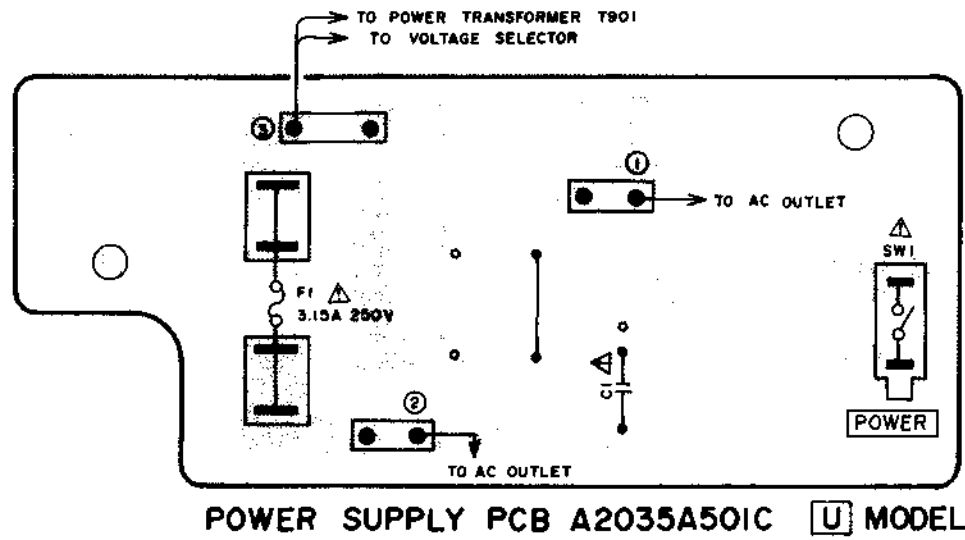 TO POWER TRANSFORMER T901
TO VOLTAGE SELECTOR
3
1
TO AC OUTLET
SW1
F1
3.15A 250V
C1
2
POWER
TO AC OUTLET
POWER SUPPLY PCB A2035A501C U MODEL